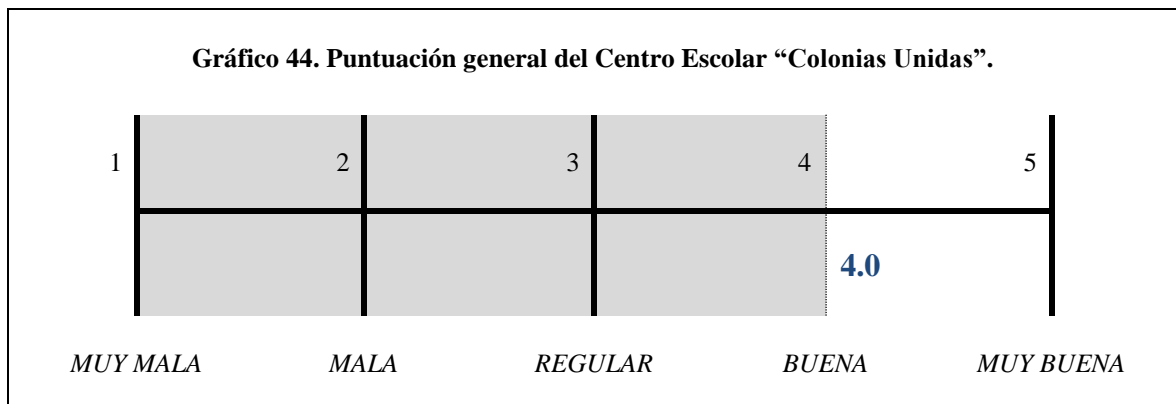 Gráfico 44. Puntuación general del Centro Escolar “Colonias Unidas”.
1 2 3 4 5
4.0
MUY MALA MALA REGULAR BUENA MUY BUENA